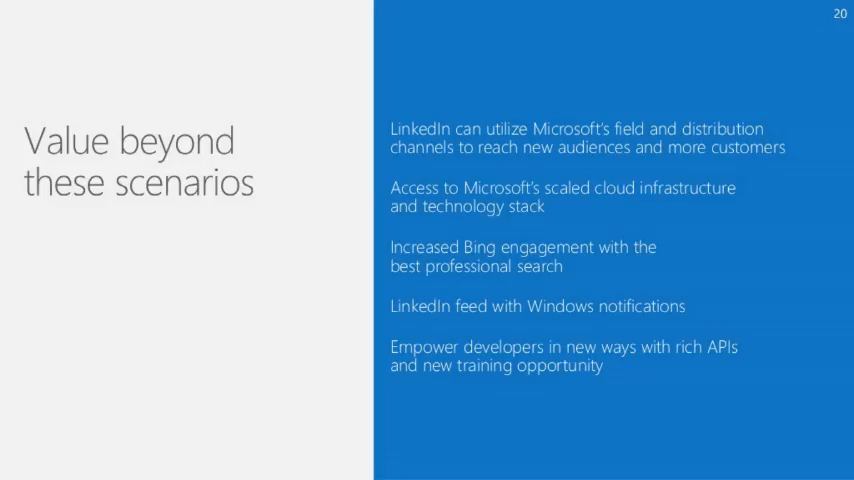 20
Value beyond
these scenarios
LinkedIn can utilize Microsoft's field and distribution
channels to reach new audiences and more customers
Access to Microsoft's scaled cloud infrastructure
and technology stack
Increased Bing engagement with the
best professional search
LinkedIn feed with Windows notifications
Empower developers in new ways with rich APIs
and new training opportunity